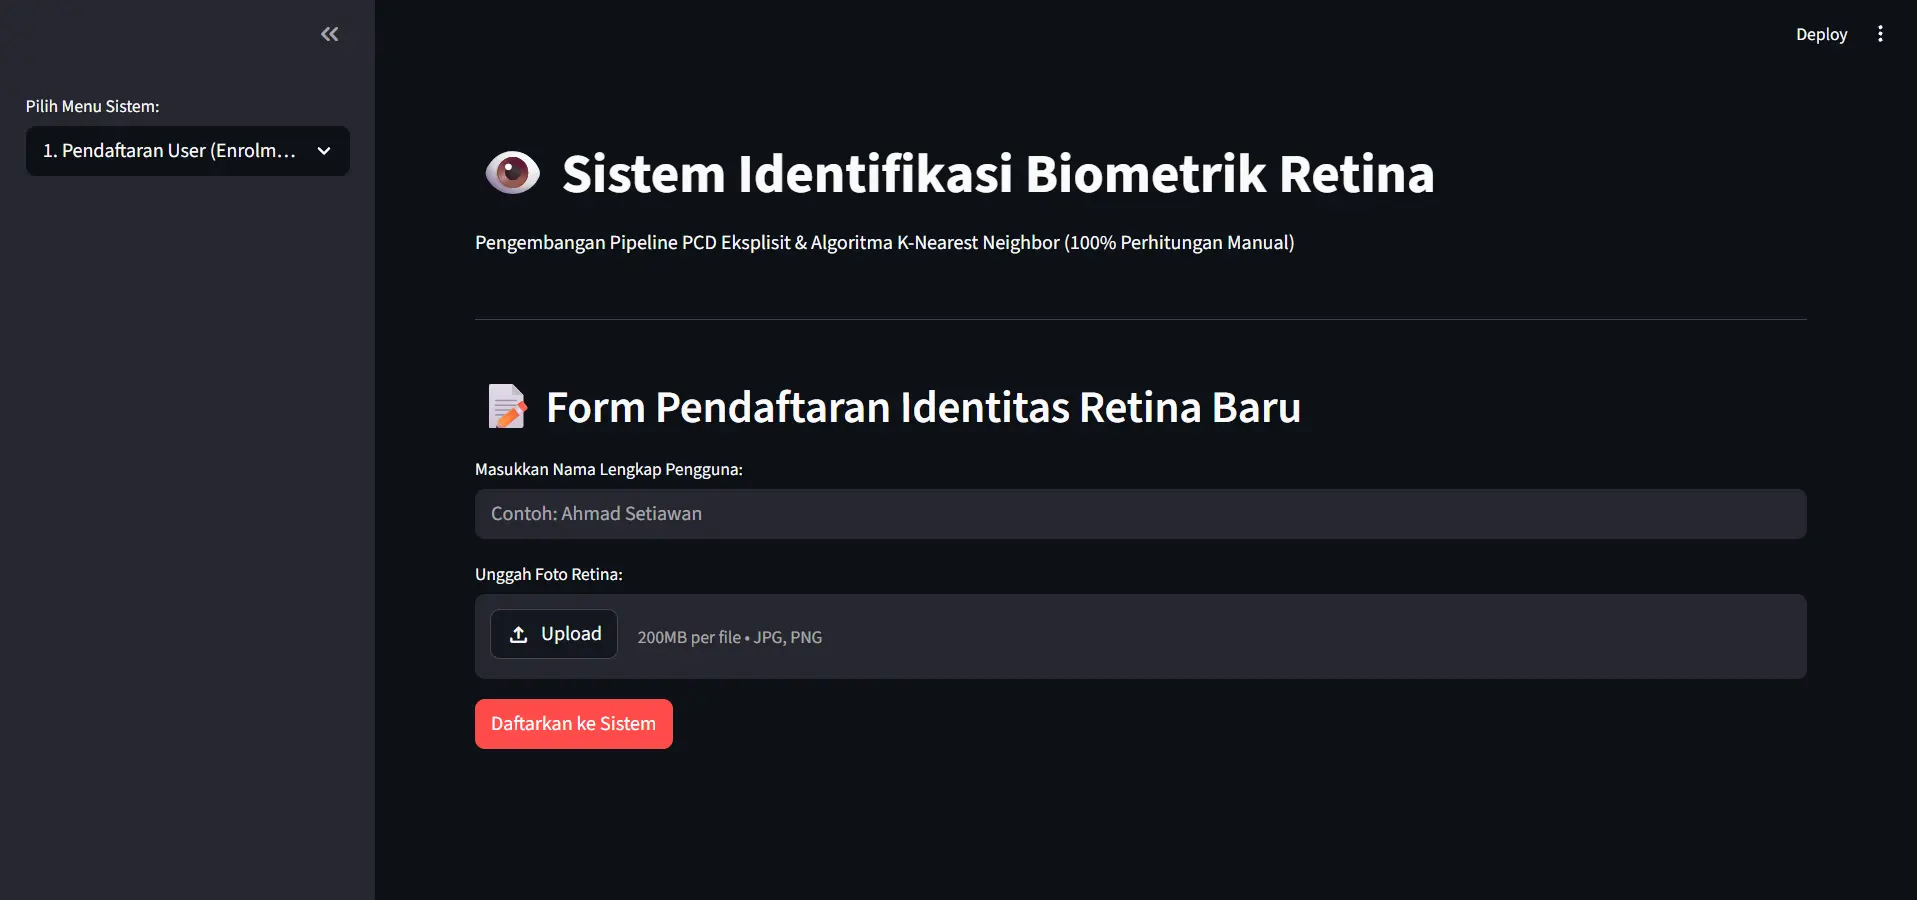 Deploy
Pilih Menu Sistem:
1. Pendaftaran User (Enrolm...
Sistem Identifikasi Biometrik Retina
Pengembangan Pipeline PCD Eksplisit & Algoritma K-Nearest Neighbor (100% Perhitungan Manual)
Form Pendaftaran Identitas Retina Baru
Masukkan Nama Lengkap Pengguna:
Contoh: Ahmad Setiawan
Unggah Foto Retina:
Upload 200MB per file • JPG, PNG
Daftarkan ke Sistem